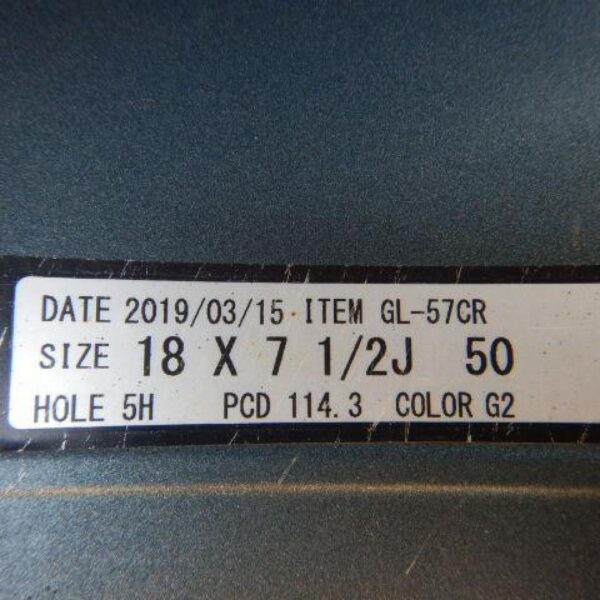 DATE 2019/03/15 ITEM GL-57CR
SIZE 18 X 7 1/2J 50
HOLE 5H PCD 114.3 COLOR G2